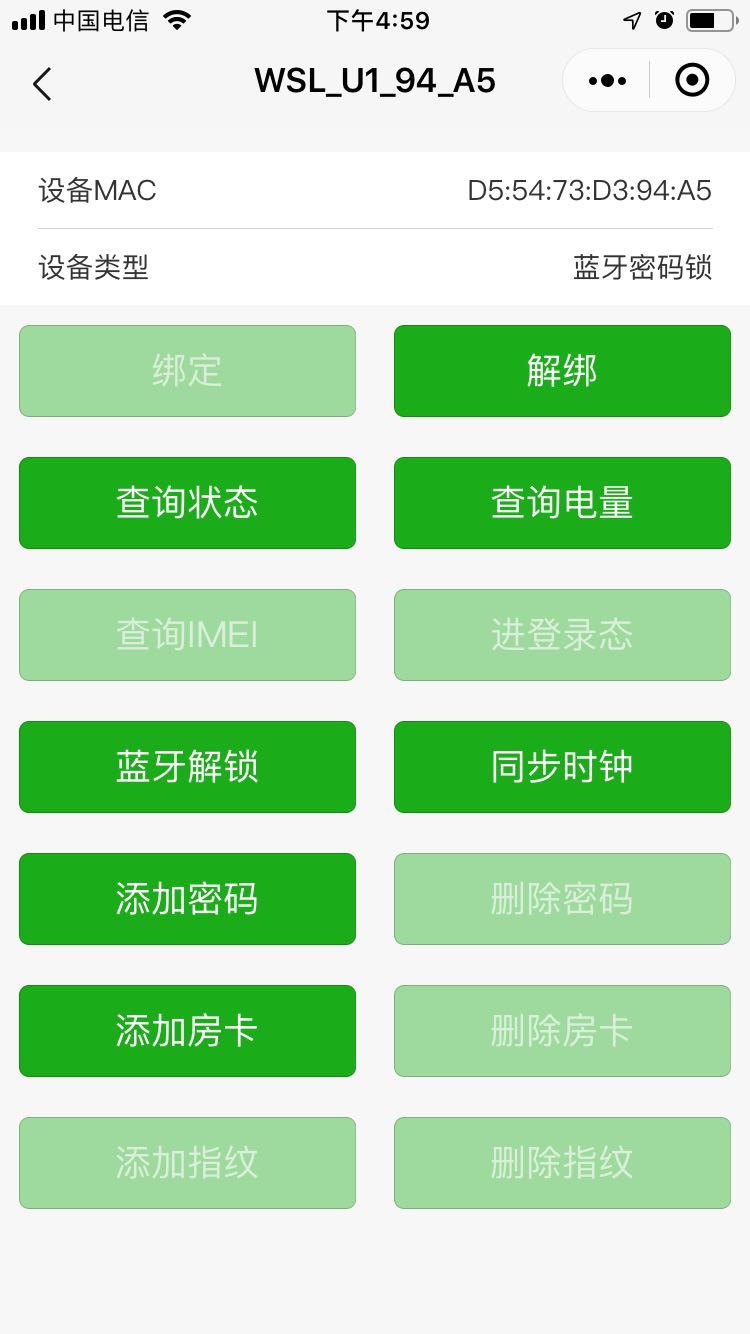 中国电信 下午4:59
WSL_U1_94_A5
设备MAC D5:54:73:D3:94:A5
设备类型 蓝牙密码锁
绑定 解绑
查询状态 查询电量
查询IMEI 进登录态
蓝牙解锁 同步时钟
添加密码 删除密码
添加房卡 删除房卡
添加指纹 删除指纹